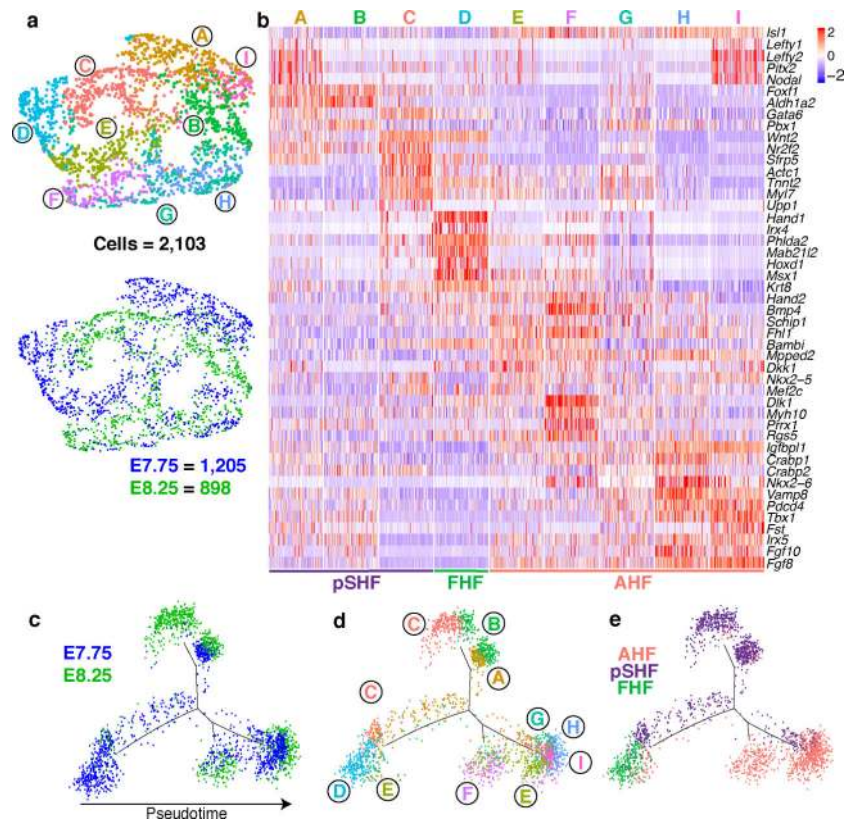 a
A
C
I
D
E
B
F
G
H
Cells = 2,103
E7.75 = 1,205
E8.25 = 898
b
A B C D E F G H I
2
0
−2
Isl1
Lefty1
Lefty2
Pitx2
Nodal
Foxf1
Aldh1a2
Gata6
Pbx1
Wnt2
Nr2f2
Sfrp5
Actc1
Tnnt2
Myl7
Upp1
Hand1
Irx4
Phlda2
Mab21l2
Hoxd1
Msx1
Krt8
Hand2
Bmp4
Schip1
Fhl1
Bambi
Mpped2
Dkk1
Nkx2−5
Mef2c
Dlk1
Myh10
Prrx1
Rgs5
Igfbpl1
Crabp1
Crabp2
Nkx2−6
Vamp8
Pdcd4
Tbx1
Fst
Irx5
Fgf10
Fgf8
pSHF FHF AHF
c
E7.75
E8.25
Pseudotime
d
C
B
A
C
G
H
I
D
E
F
E
e
AHF
pSHF
FHF